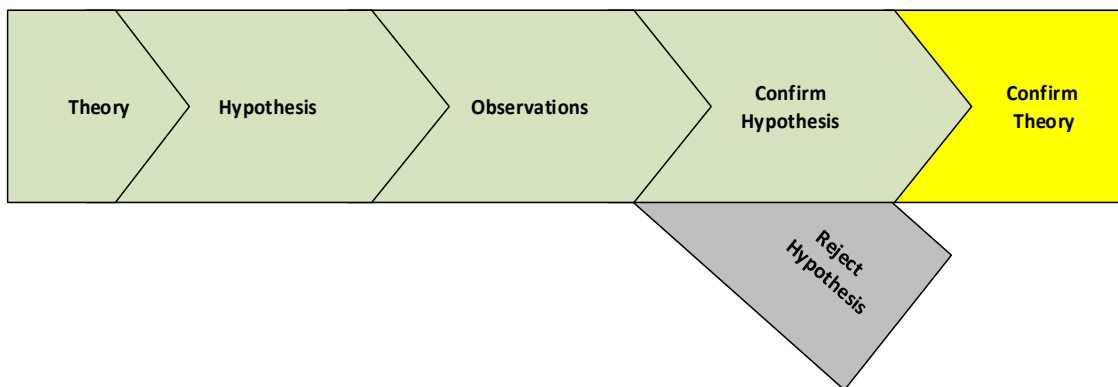 Theory
Hypothesis
Observations
Confirm
Hypothesis
Confirm
Theory
Reject
Hypothesis